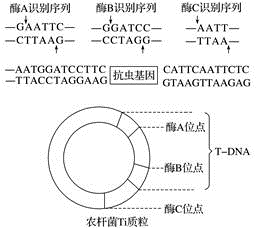 酶A识别序列 酶B识别序列 酶C识别序列
—GAATTC— —GGATCC— —AATT—
—CTTAAG— —CCTAGG— —TTAA—
—AATGGATCCTTC 抗虫基因 CATTCAATTCTC
—TTACCTAGGAAG GTAAGTTAAGAG
酶A位点
T-DNA
酶B位点
酶C位点
农杆菌Ti质粒